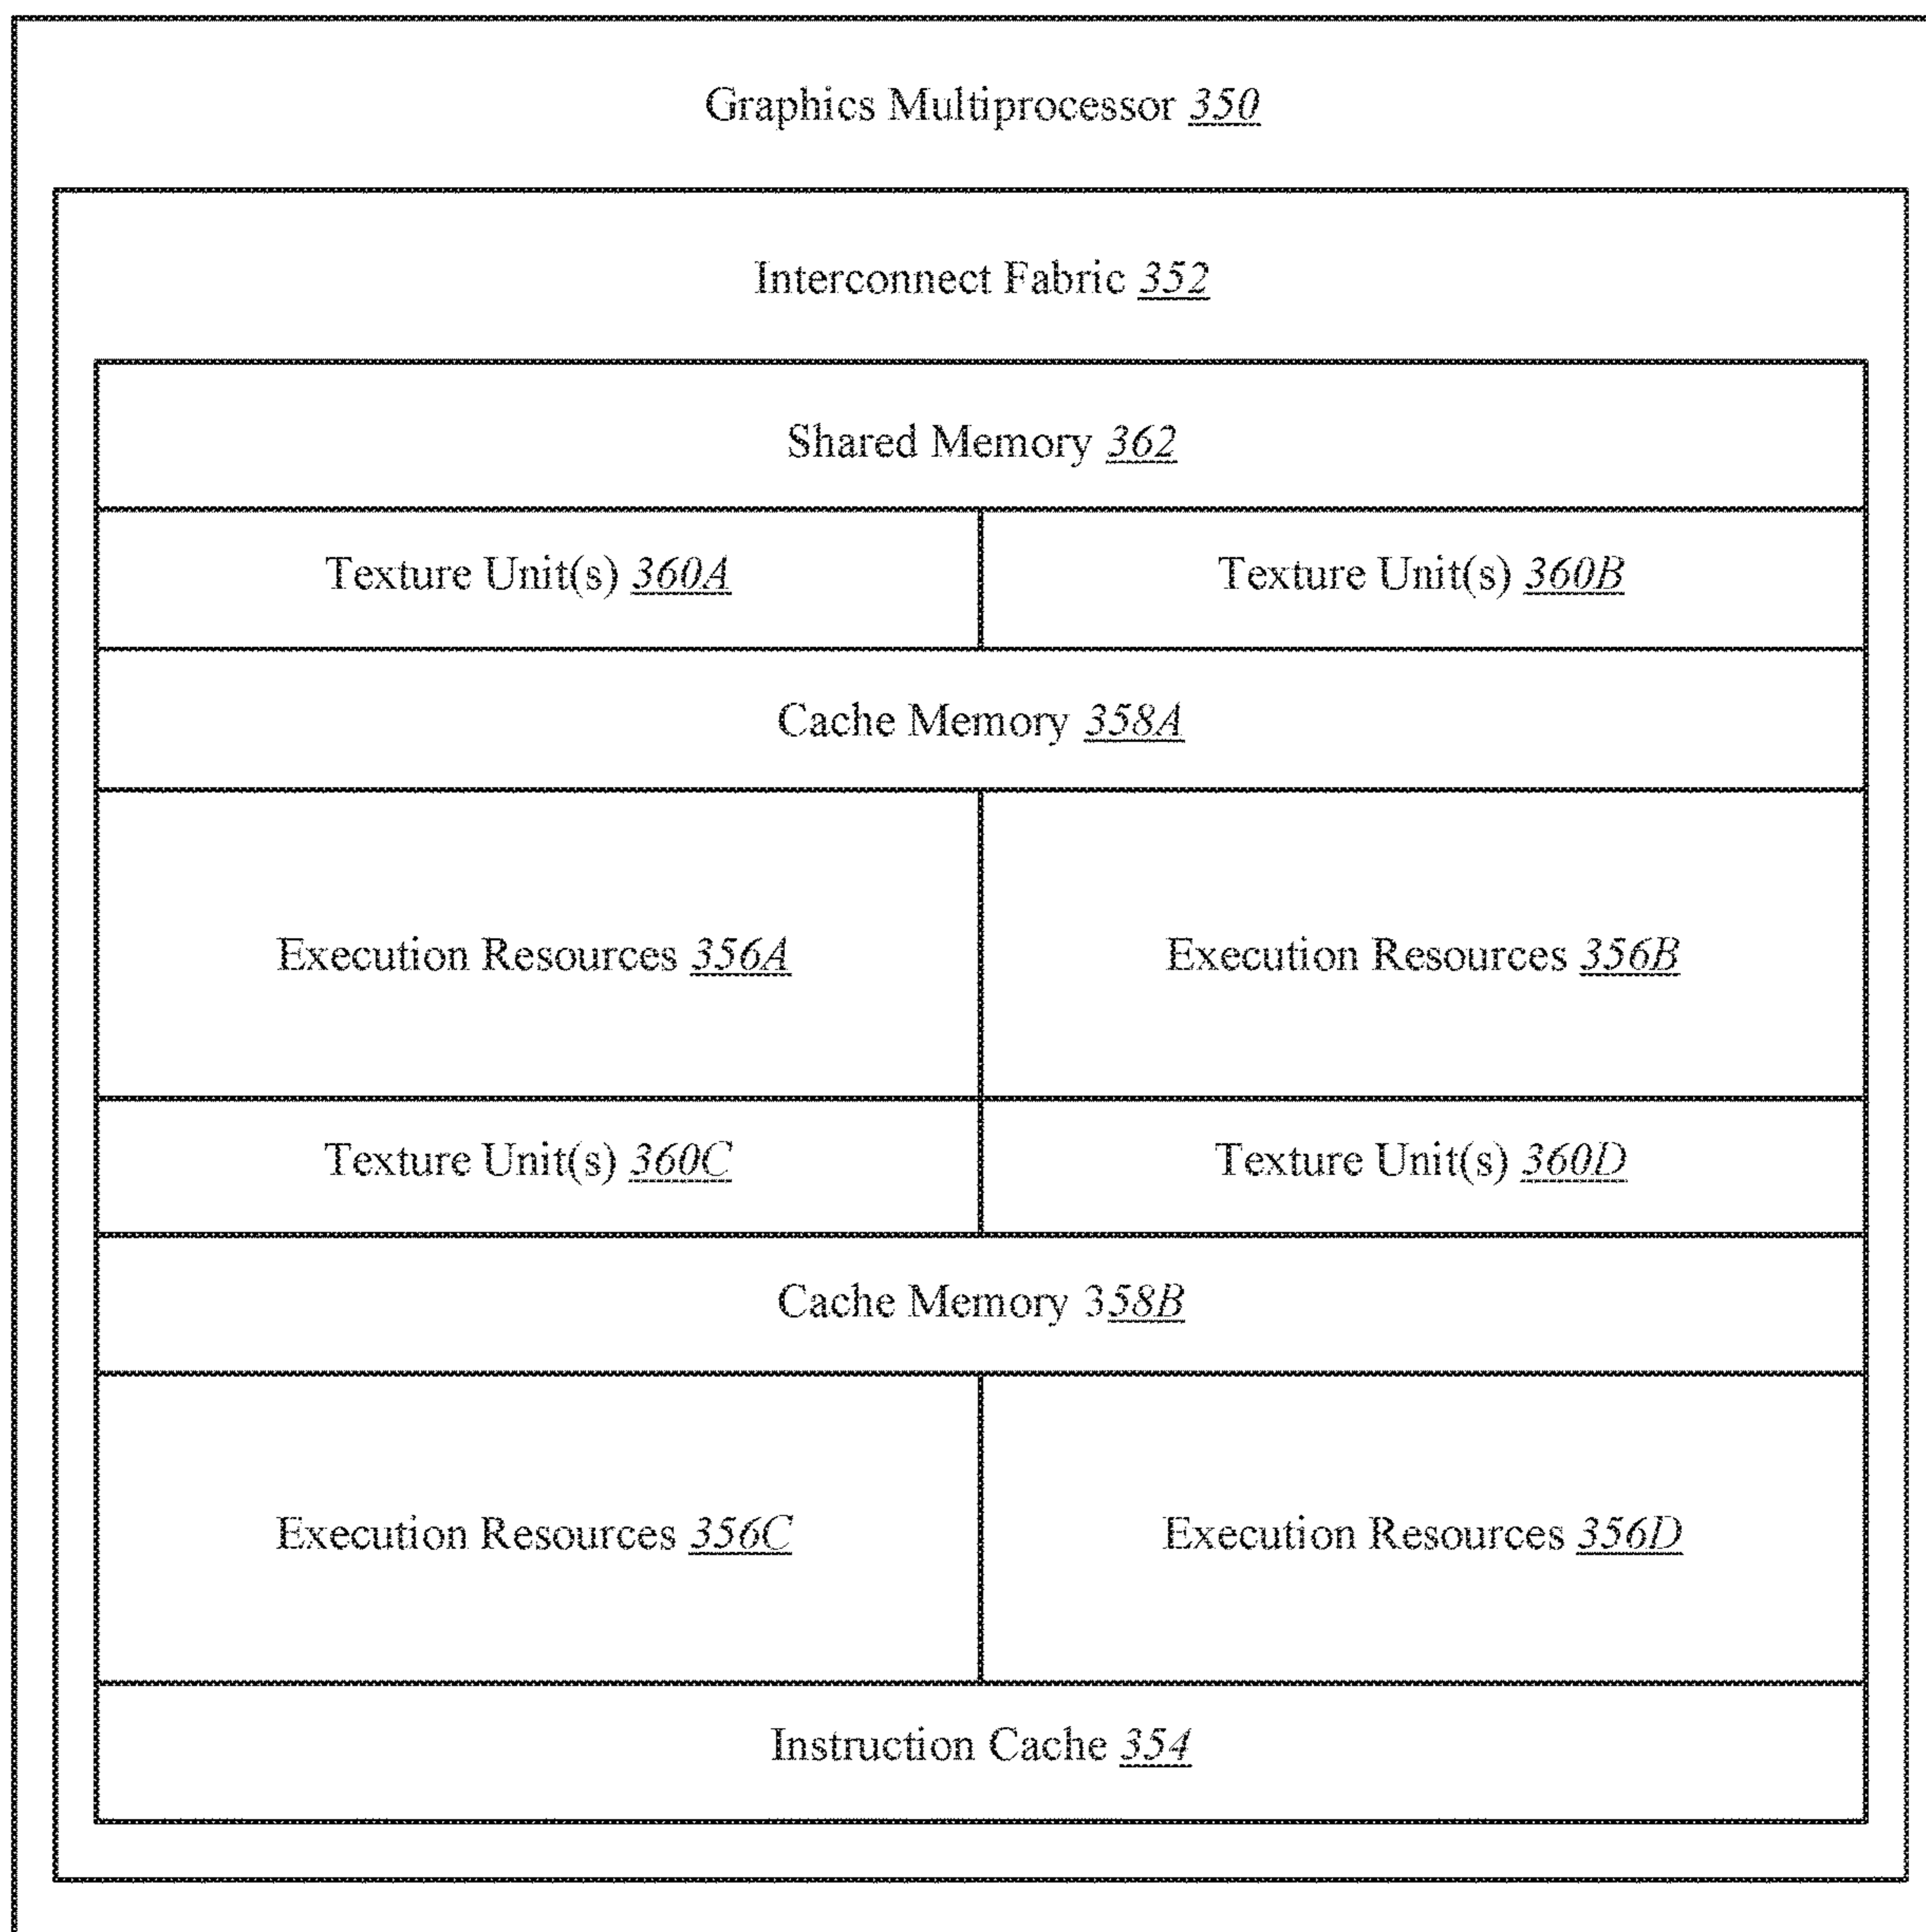 Graphics Multiprocessor 350
Interconnect Fabric 352
Shared Memory 362
Texture Unit(s) 360A
Texture Unit(s) 360B
Cache Memory 358A
Execution Resources 356A
Execution Resources 356B
Texture Unit(s) 360C
Texture Unit(s) 360D
Cache Memory 358B
Execution Resources 356C
Execution Resources 356D
Instruction Cache 354